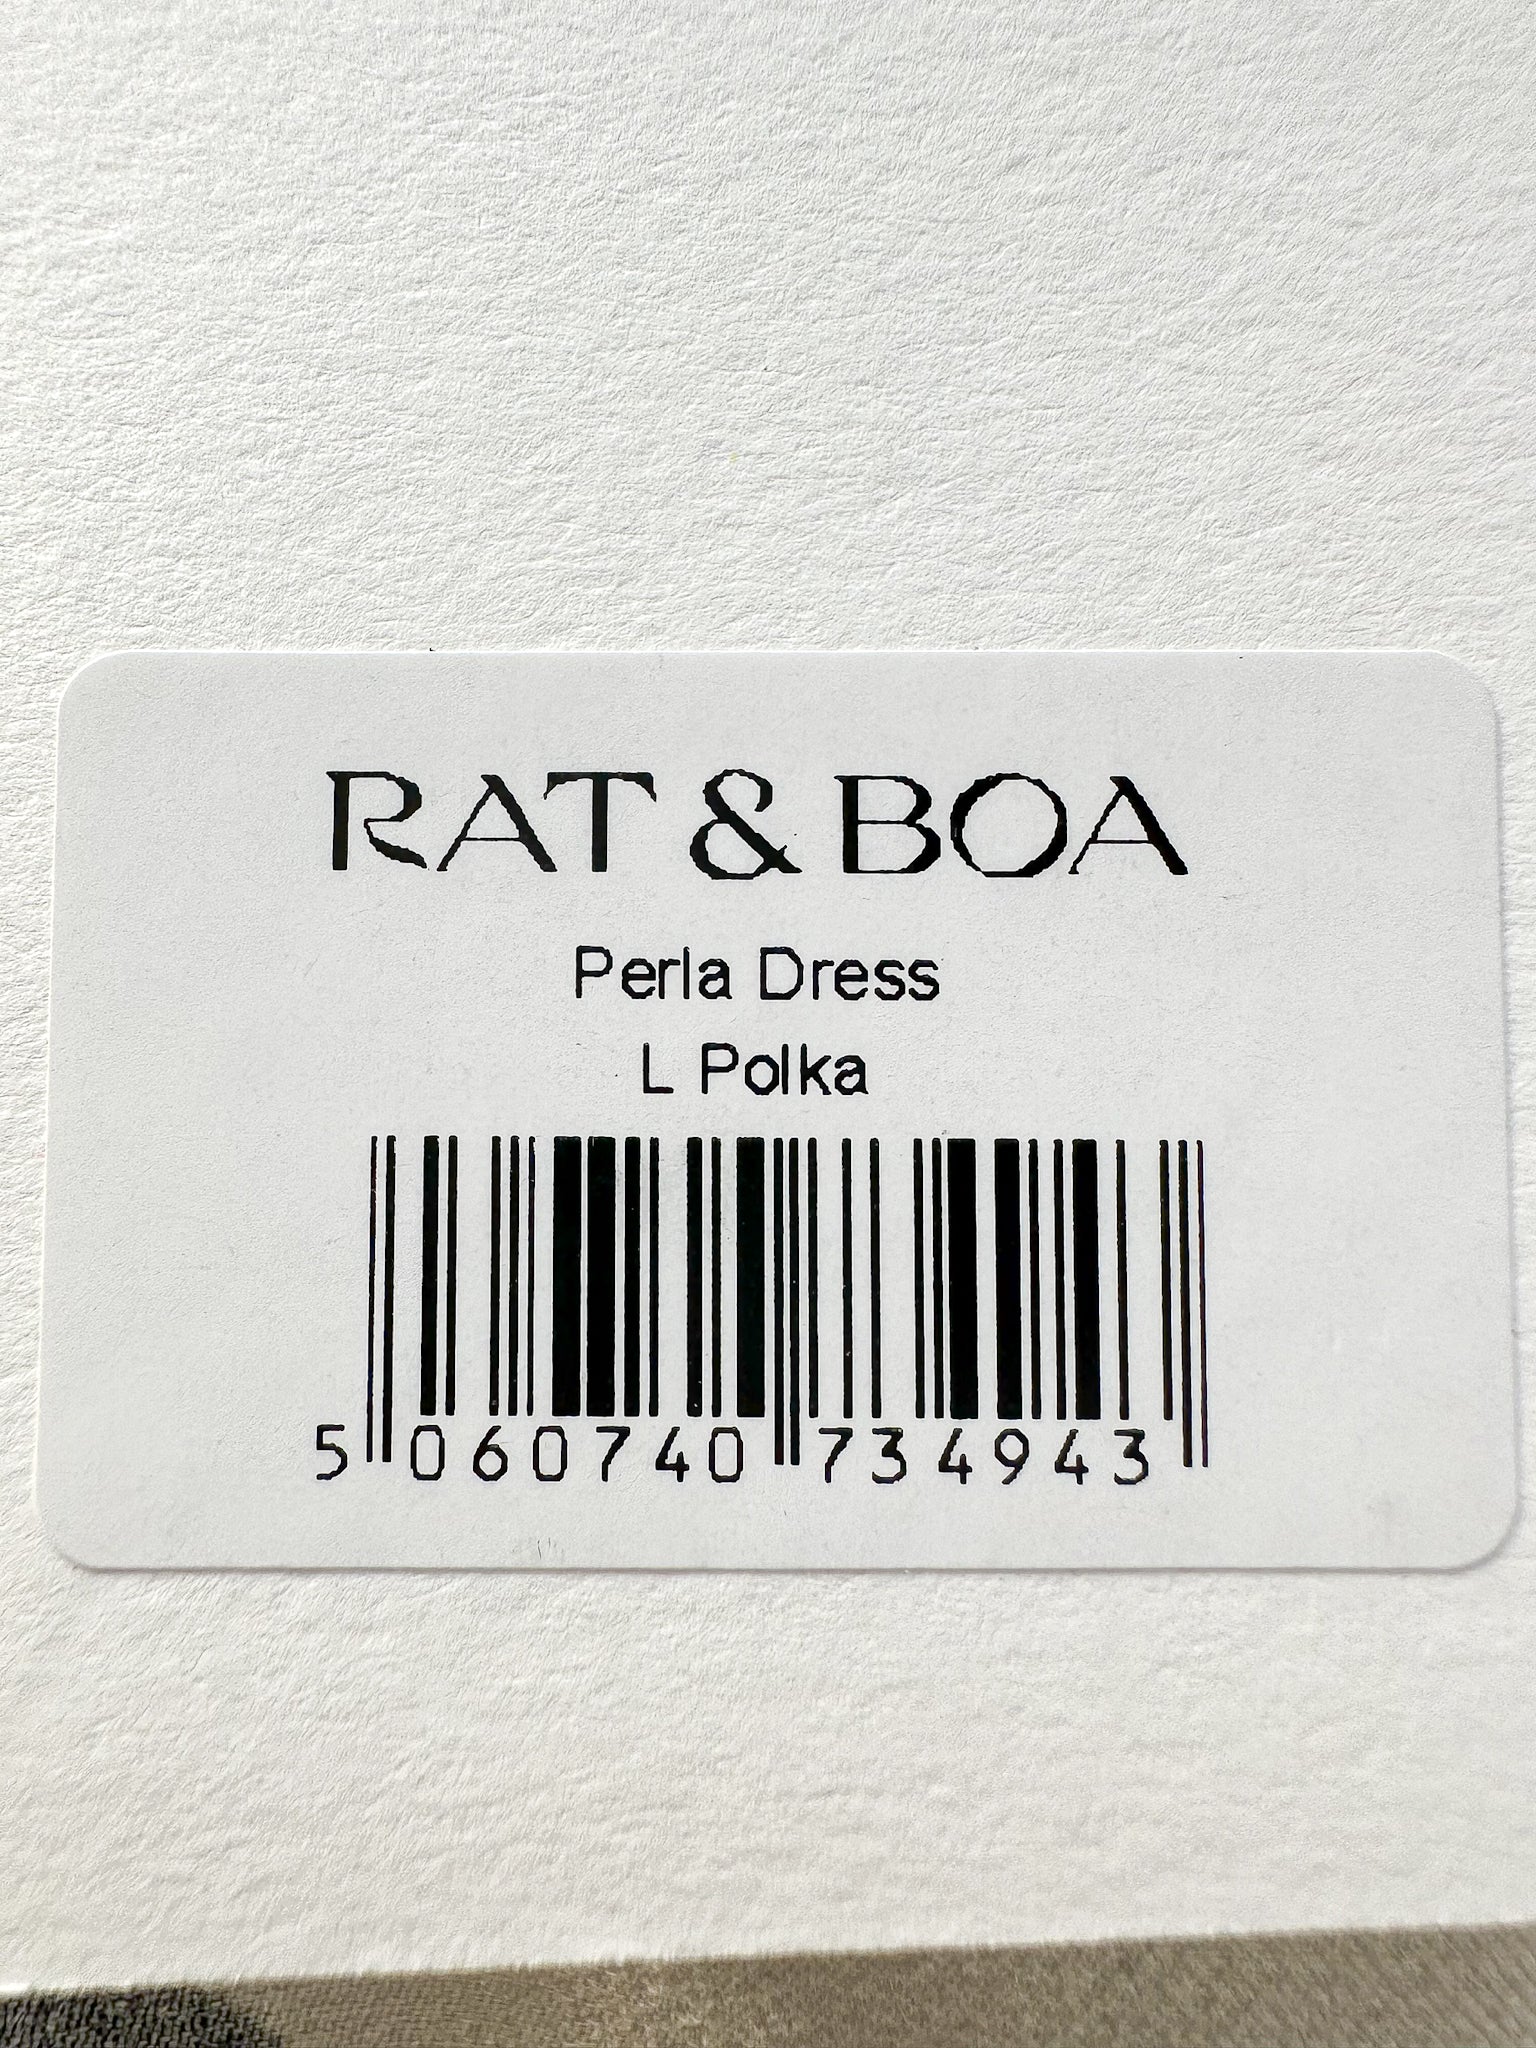 RAT & BOA
Perla Dress
L Polka
5 060740 734943